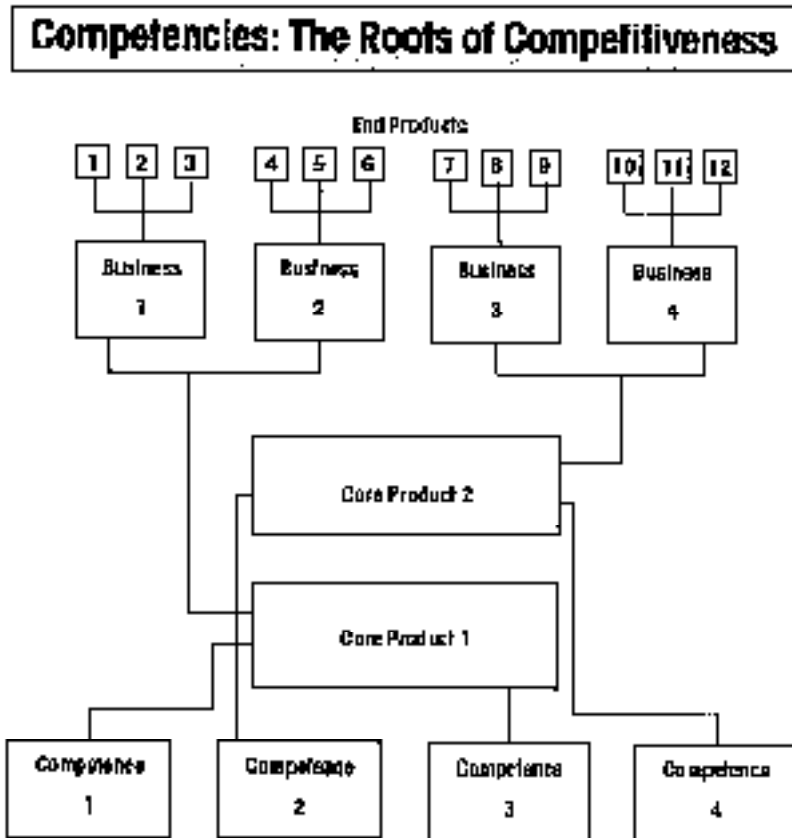 Competencies: The Roots of Competitiveness
End Products
1 2 3 4 5 6 7 8 9 10 11 12
Business Business Business Business
1 2 3 4
Core Product 2
Core Product 1
Competence Competence Competence Competence
1 2 3 4